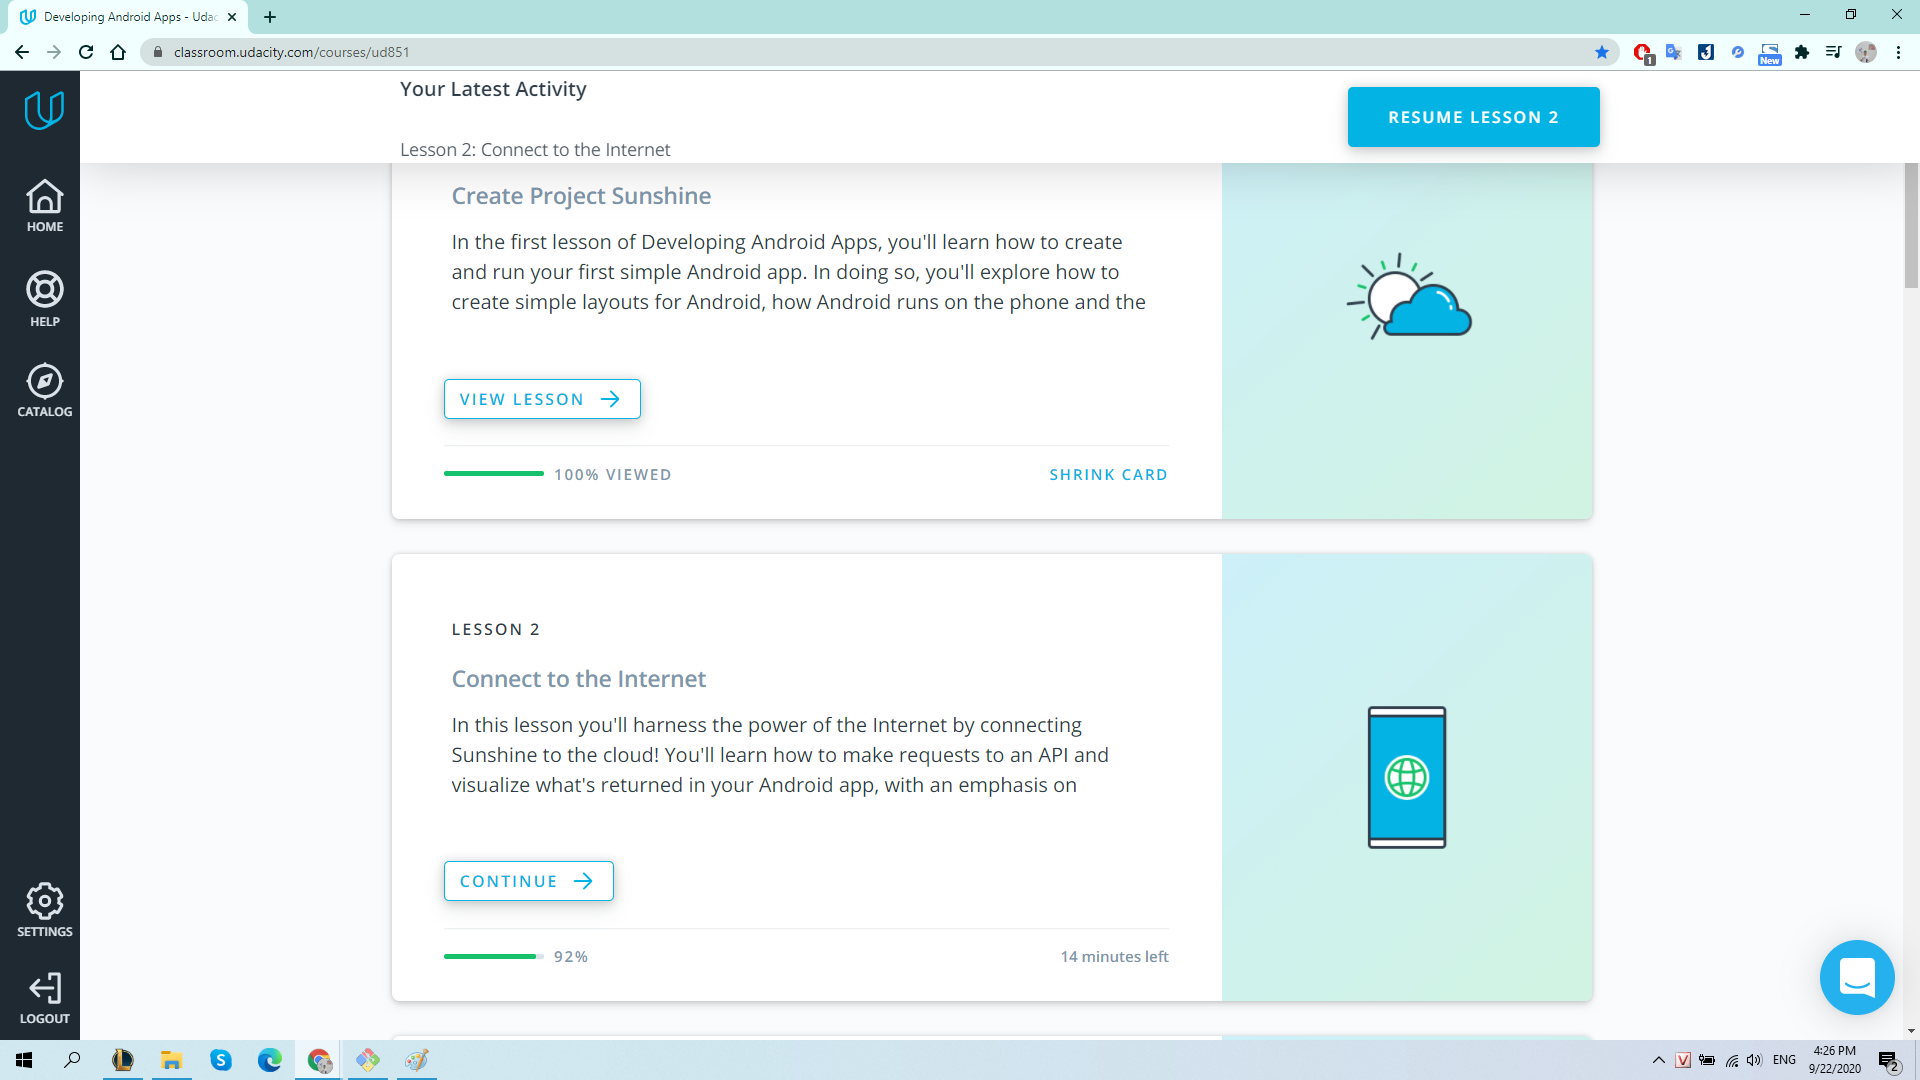 Developing Android Apps - Udac
classroom.udacity.com/courses/ud851
1
New
Your Latest Activity
RESUME LESSON 2
Lesson 2: Connect to the Internet
HOME
HELP
CATALOG
SETTINGS
LOGOUT
Create Project Sunshine
In the first lesson of Developing Android Apps, you'll learn how to create
and run your first simple Android app. In doing so, you'll explore how to
create simple layouts for Android, how Android runs on the phone and the
VIEW LESSON
100% VIEWED
SHRINK CARD
LESSON 2
Connect to the Internet
In this lesson you'll harness the power of the Internet by connecting
Sunshine to the cloud! You'll learn how to make requests to an API and
visualize what's returned in your Android app, with an emphasis on
CONTINUE
92%
14 minutes left
ENG
4:26 PM
9/22/2020
2